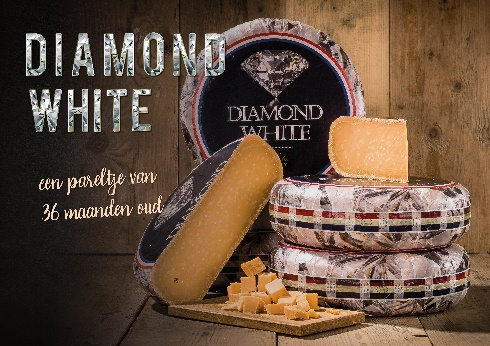 DIAMOND
WHITE
een pareltje van
36 maanden oud
DIAMOND
WHITE